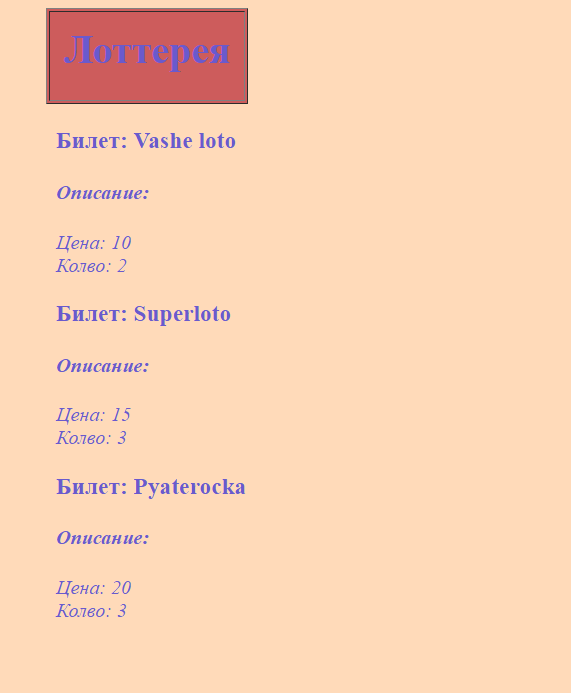 Лоттерея
Билет: Vashe loto
Описание:
Цена: 10
Колво: 2
Билет: Superloto
Описание:
Цена: 15
Колво: 3
Билет: Pyaterocka
Описание:
Цена: 20
Колво: 3